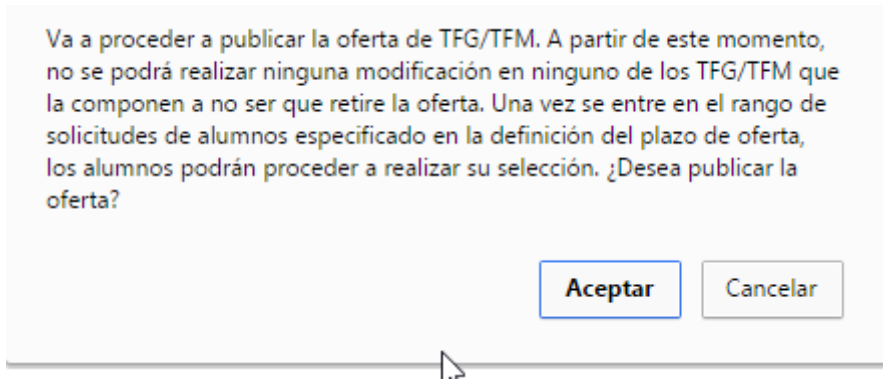 Va a proceder a publicar la oferta de TFG/TFM. A partir de este momento,
no se podrá realizar ninguna modificación en ninguno de los TFG/TFM que
la componen a no ser que retire la oferta. Una vez se entre en el rango de
solicitudes de alumnos especificado en la definición del plazo de oferta,
los alumnos podrán proceder a realizar su selección. ¿Desea publicar la
oferta?
Aceptar Cancelar